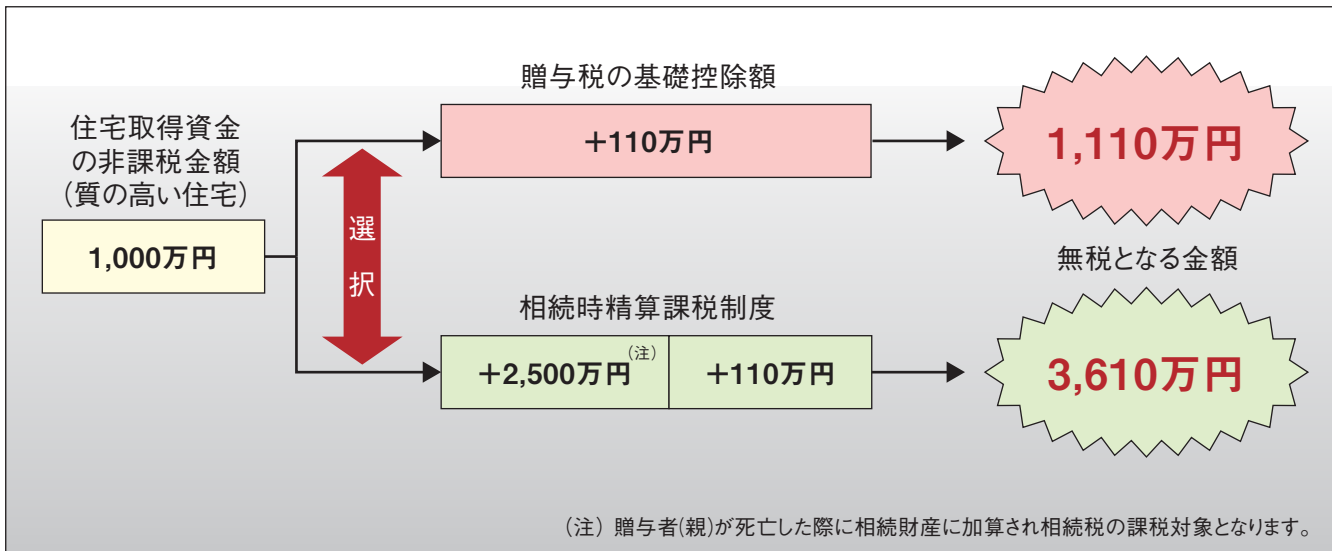 住宅取得資金
の非課税金額
（質の高い住宅）
1,000万円
選
択
贈与税の基礎控除額
＋110万円
1,110万円
無税となる金額
相続時精算課税制度
＋2,500万円（注）
＋110万円
3,610万円
（注）贈与者(親)が死亡した際に相続財産に加算され相続税の課税対象となります。